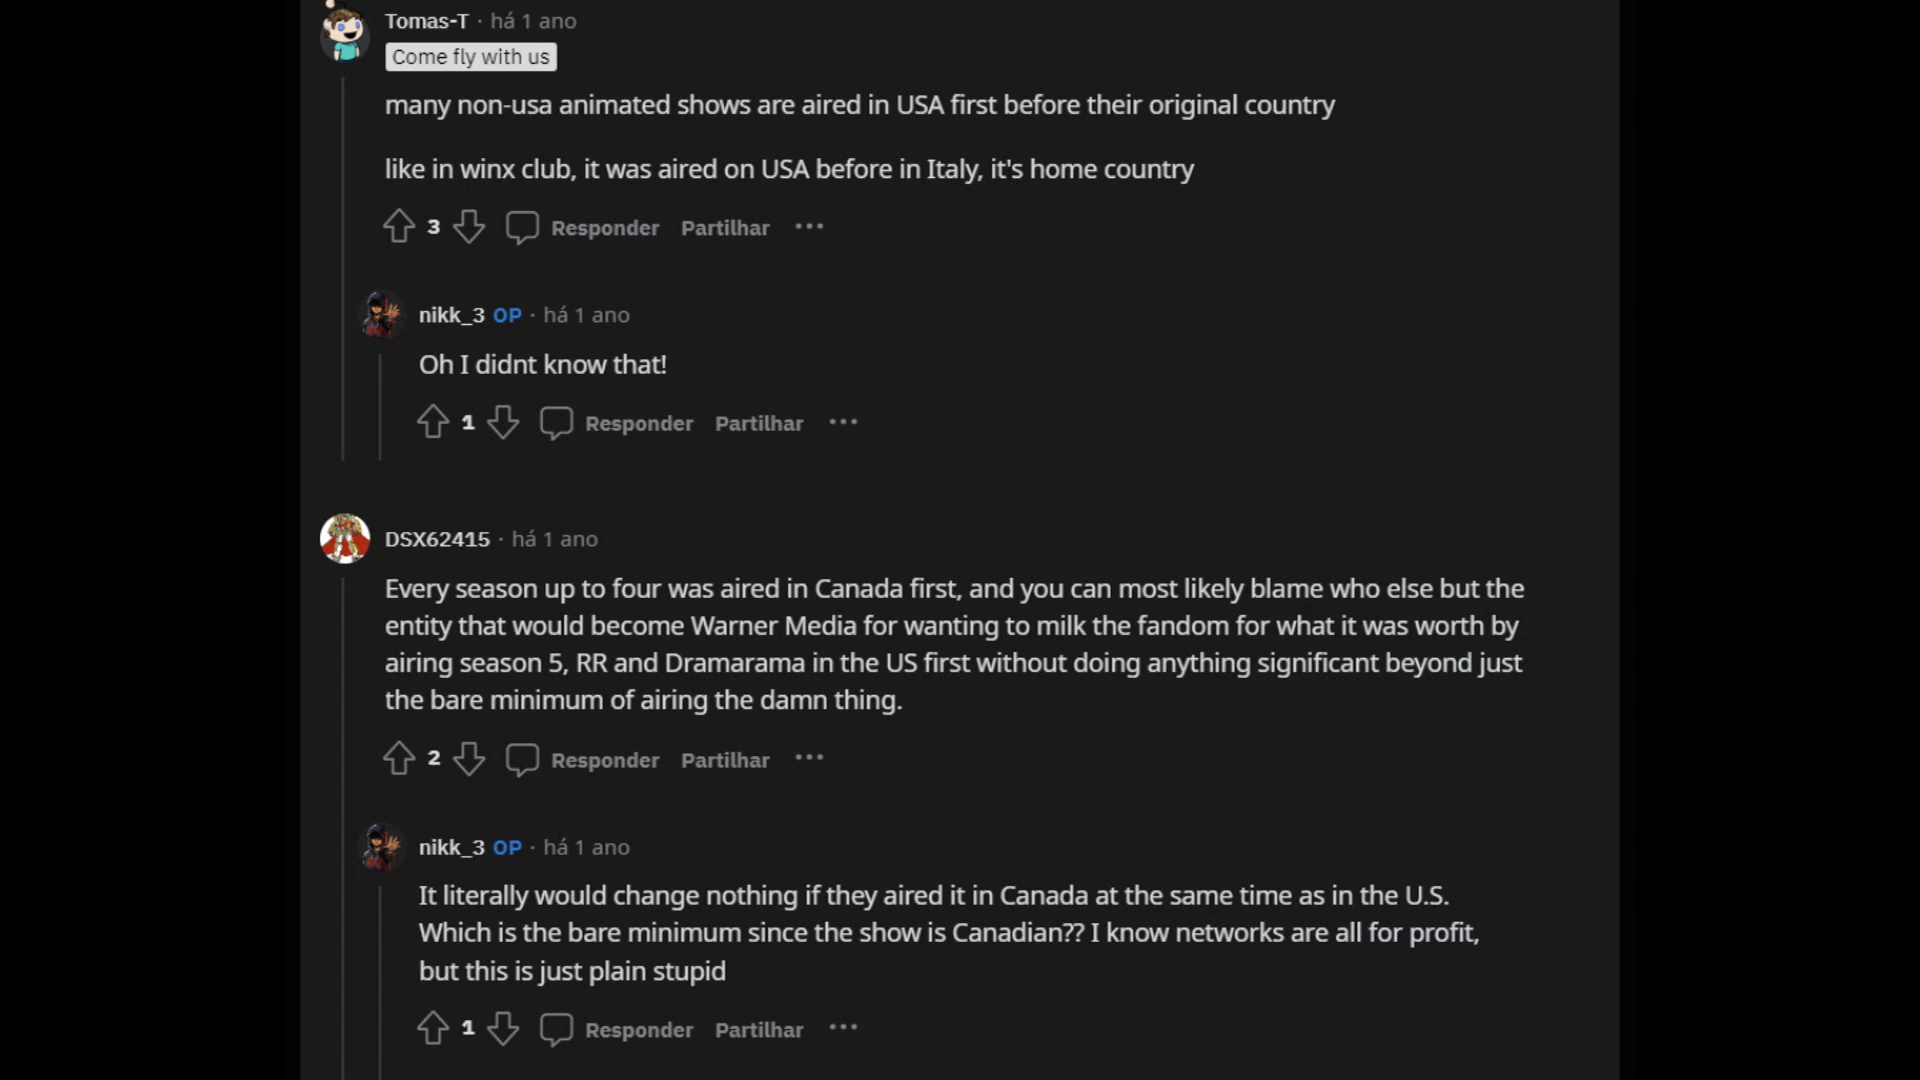 Tomas-T · há 1 ano
Come fly with us
many non-usa animated shows are aired in USA first before their original country
like in winx club, it was aired on USA before in Italy, it's home country
3 Responder Partilhar ···
nikk_3 OP · há 1 ano
Oh I didnt know that!
1 Responder Partilhar ···
DSX62415 · há 1 ano
Every season up to four was aired in Canada first, and you can most likely blame who else but the
entity that would become Warner Media for wanting to milk the fandom for what it was worth by
airing season 5, RR and Dramarama in the US first without doing anything significant beyond just
the bare minimum of airing the damn thing.
2 Responder Partilhar ···
nikk_3 OP · há 1 ano
It literally would change nothing if they aired it in Canada at the same time as in the U.S.
Which is the bare minimum since the show is Canadian?? I know networks are all for profit,
but this is just plain stupid
1 Responder Partilhar ···